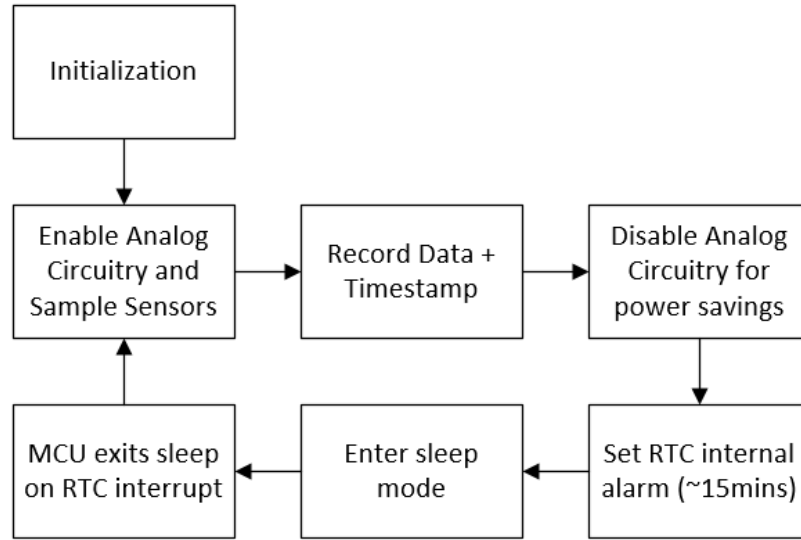 Initialization
Enable Analog
Circuitry and
Sample Sensors
Record Data +
Timestamp
Disable Analog
Circuitry for
power savings
Set RTC internal
alarm (~15mins)
Enter sleep
mode
MCU exits sleep
on RTC interrupt